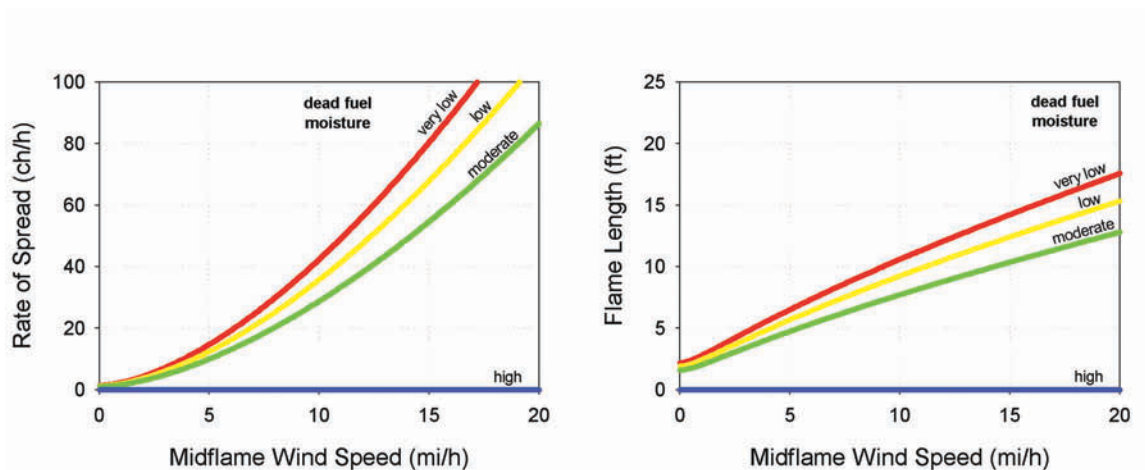 dead fuel
moisture
very low
low
moderate
high
100
80
60
40
20
0
Rate of Spread (ch/h)
0 5 10 15 20
Midflame Wind Speed (mi/h)
dead fuel
moisture
very low
low
moderate
high
25
20
15
10
5
0
Flame Length (ft)
0 5 10 15 20
Midflame Wind Speed (mi/h)